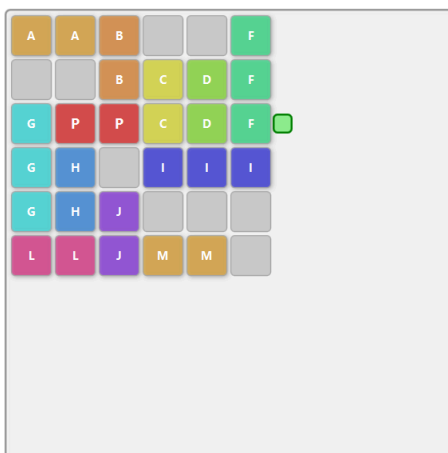 A A B F
B C D F
G P P C D F
G H I I I
G H J
L L J M M